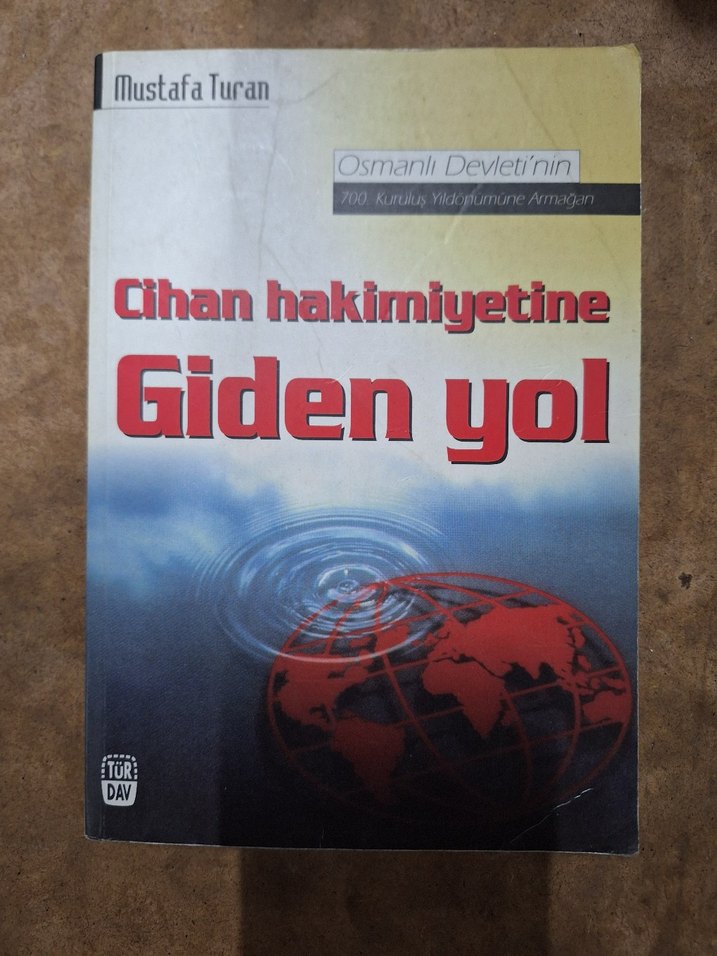 Mustafa Turan
Osmanlı Devleti'nin
700. Kuruluş Yıldönümüne Armağan
Cihan hakimiyetine
Giden yol
TÜR
DAV